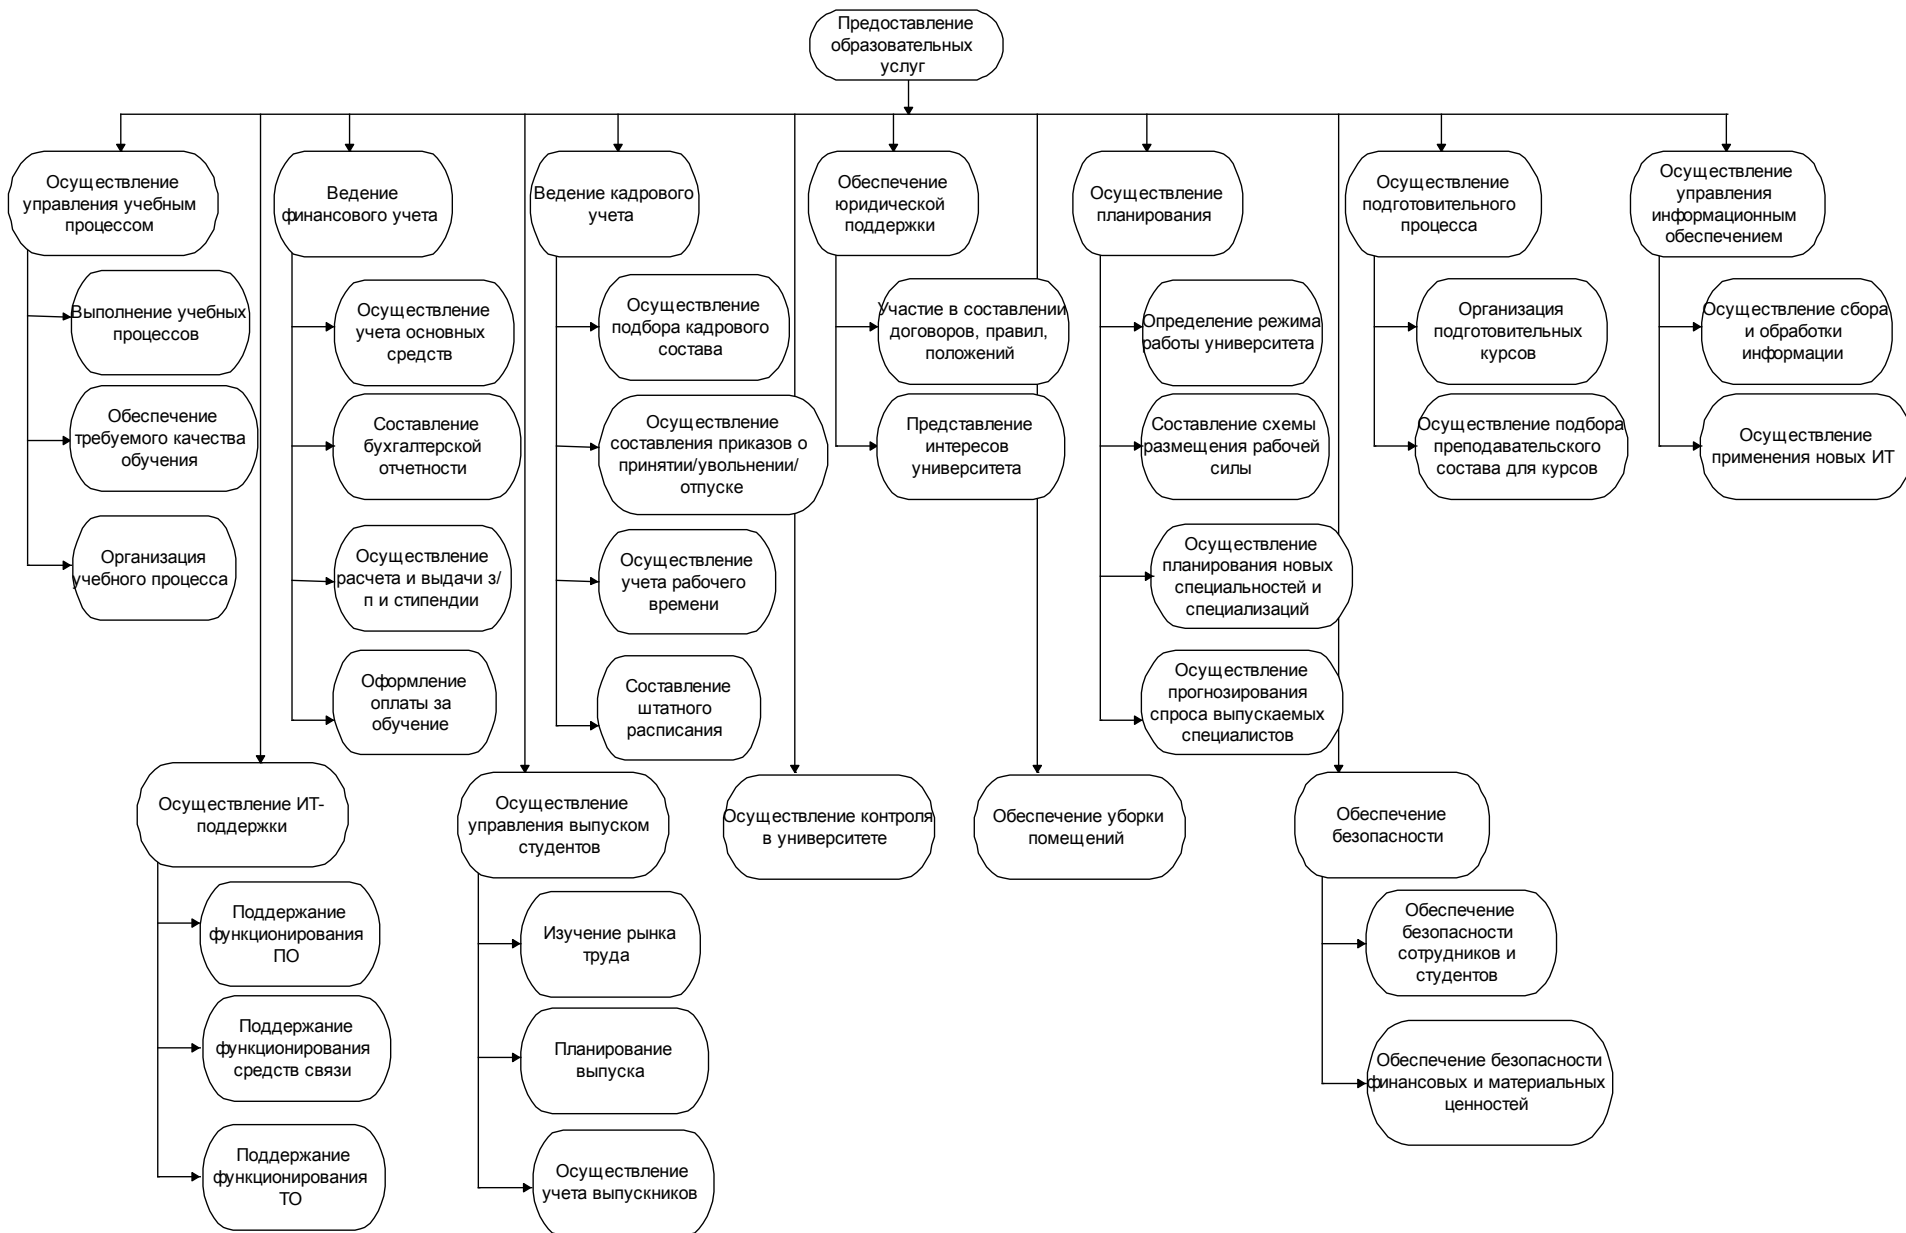 Предоставление
образовательных
услуг
Осуществление
управления учебным
процессом
Ведение
финансового учета
Ведение кадрового
учета
Обеспечение
юридической
поддержки
Осуществление
планирования
Осуществление
подготовительного
процесса
Осуществление
управления
информационным
обеспечением
Выполнение учебных
процессов
Обеспечение
требуемого качества
обучения
Организация
учебного процесса
Осуществление
учета основных
средств
Составление
бухгалтерской
отчетности
Осуществление
расчета и выдачи з/
п и стипендии
Оформление
оплаты за
обучение
Осуществление
подбора кадрового
состава
Осуществление
составления приказов о
принятии/увольнении/
отпуске
Осуществление
учета рабочего
времени
Составление
штатного
расписания
Участие в составлении
договоров, правил,
положений
Представление
интересов
университета
Определение режима
работы университета
Составление схемы
размещения рабочей
силы
Осуществление
планирования новых
специальностей и
специализаций
Осуществление
прогнозирования
спроса выпускаемых
специалистов
Организация
подготовительных
курсов
Осуществление подбора
преподавательского
состава для курсов
Осуществление сбора
и обработки
информации
Осуществление
применения новых ИТ
Осуществление ИТ-
поддержки
Осуществление
управления выпуском
студентов
Осуществление контроля
в университете
Обеспечение уборки
помещений
Обеспечение
безопасности
Поддержание
функционирования
ПО
Поддержание
функционирования
средств связи
Поддержание
функционирования
ТО
Изучение рынка
труда
Планирование
выпуска
Осуществление
учета выпускников
Обеспечение
безопасности
сотрудников и
студентов
Обеспечение безопасности
финансовых и материальных
ценностей